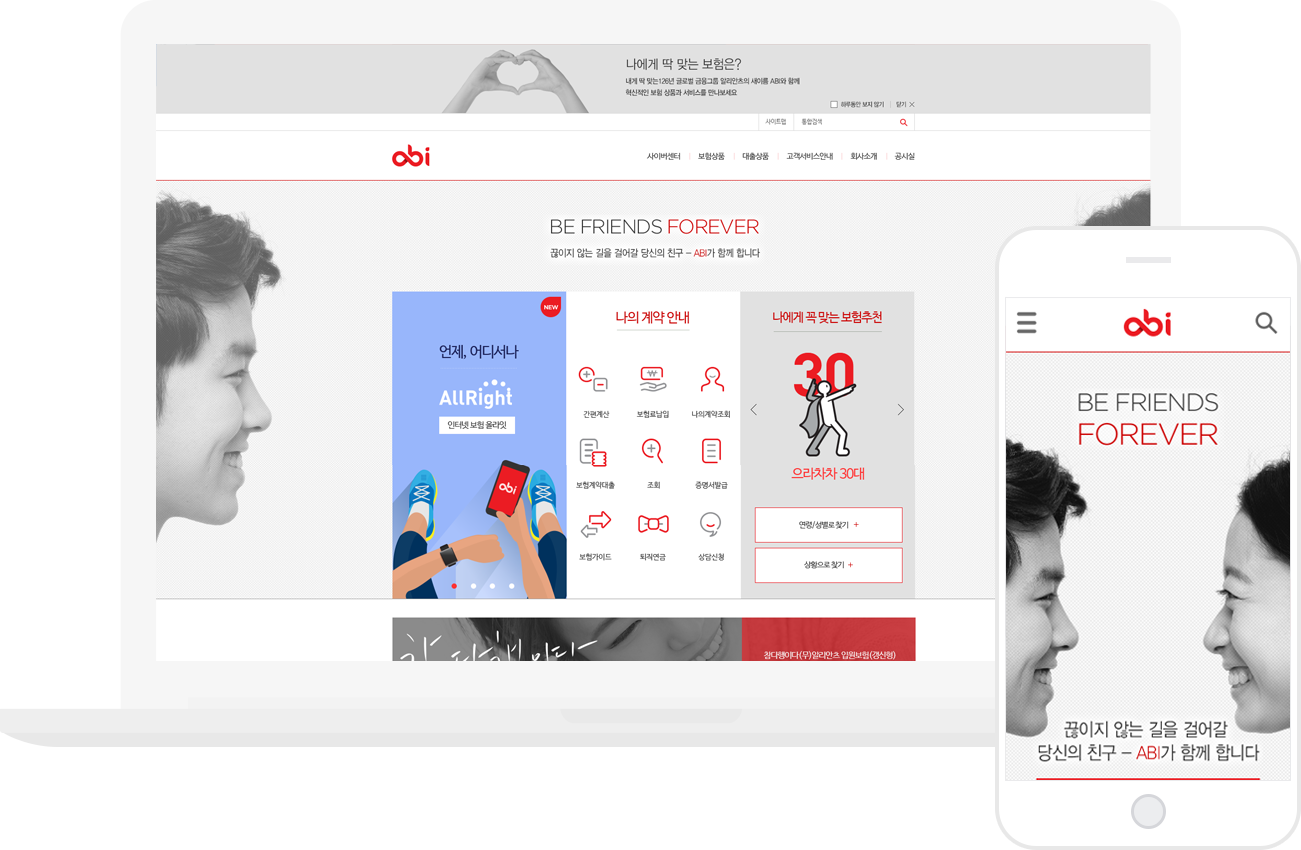 나에게 딱 맞는 보험은?
내게 딱 맞는126년 글로벌 금융그룹 알리안츠의 새이름 ABI와 함께
혁신적인 보험 상품과 서비스를 만나보세요
하루동안 보지 않기 | 닫기 ×
사이트맵
통합검색
abi
사이버센터 | 보험상품 | 대출상품 | 고객서비스안내 | 회사소개 | 공시실
BE FRIENDS FOREVER
끊이지 않는 길을 걸어갈 당신의 친구 – ABI가 함께 합니다
NEW
언제, 어디서나
AllRight
인터넷 보험 올라잇
abi
나의 계약 안내
간편계산
보험료납입
나의계약조회
보험계약대출
조회
증명서발급
보험가이드
퇴직연금
상담신청
나에게 꼭 맞는 보험추천
30
으라차차 30대
연령/성별로 찾기 +
상황으로 찾기 +
참다행이다
참다행이다(무)알리안츠 입원보험(갱신형)
abi
BE FRIENDS
FOREVER
끊이지 않는 길을 걸어갈
당신의 친구 – ABI가 함께 합니다